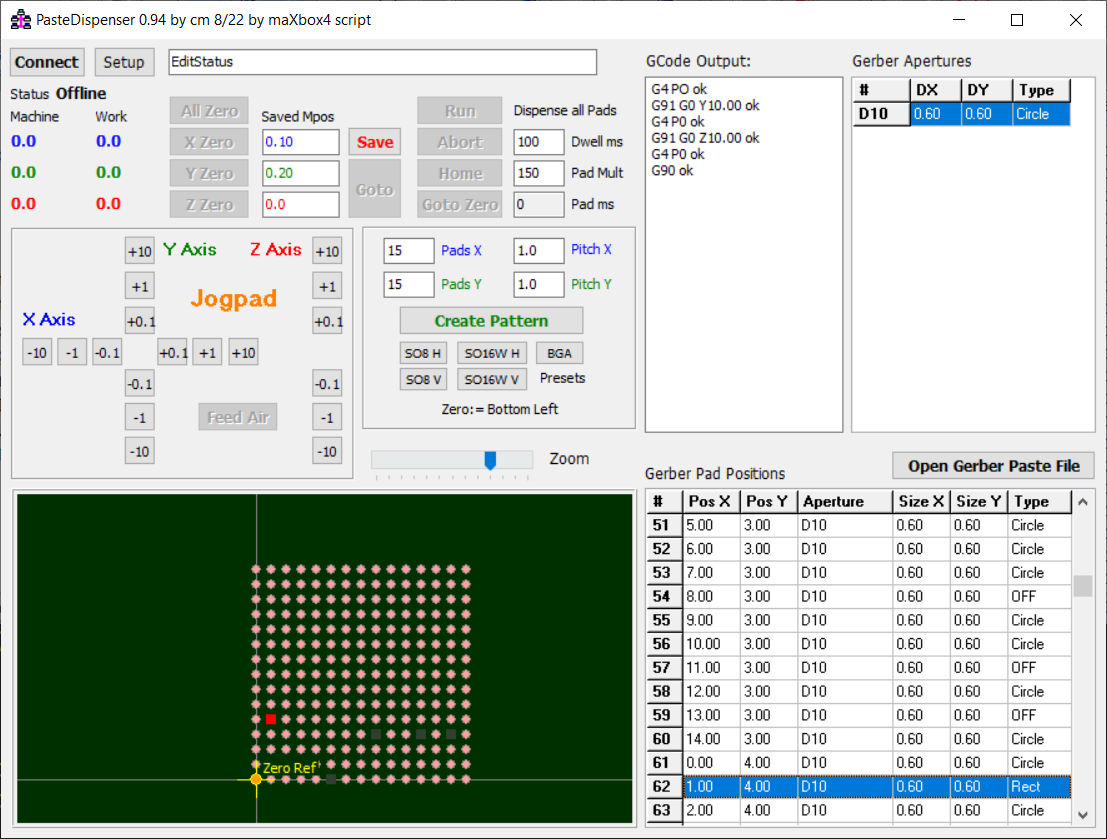 PasteDispenser 0.94 by cm 8/22 by maXbox4 script
Connect Setup EditStatus
Status Offline
Machine Work
0.0 0.0
0.0 0.0
0.0 0.0
All Zero
X Zero
Y Zero
Z Zero
Saved Mpos
0.10
0.20
0.0
Save
Goto
Run
Abort
Home
Goto Zero
Dispense all Pads
100 Dwell ms
150 Pad Mult
0 Pad ms
+10 Y Axis Z Axis +10
+1 +1
Jogpad
+0.1 +0.1
X Axis
-10 -1 -0.1 +0.1 +1 +10
-0.1 -0.1
-1 Feed Air -1
-10 -10
15 Pads X 1.0 Pitch X
15 Pads Y 1.0 Pitch Y
Create Pattern
SO8 H SO16W H BGA
SO8 V SO16W V Presets
Zero:= Bottom Left
Zoom
GCode Output:
G4 P0 ok
G91 G0 Y10.00 ok
G4 P0 ok
G91 G0 Z10.00 ok
G4 P0 ok
G90 ok
Gerber Apertures
# DX DY Type
D10 0.60 0.60 Circle
Zero Ref
Gerber Pad Positions
Open Gerber Paste File
# Pos X Pos Y Aperture Size X Size Y Type
51 5.00 3.00 D10 0.60 0.60 Circle
52 6.00 3.00 D10 0.60 0.60 Circle
53 7.00 3.00 D10 0.60 0.60 Circle
54 8.00 3.00 D10 0.60 0.60 OFF
55 9.00 3.00 D10 0.60 0.60 Circle
56 10.00 3.00 D10 0.60 0.60 Circle
57 11.00 3.00 D10 0.60 0.60 OFF
58 12.00 3.00 D10 0.60 0.60 Circle
59 13.00 3.00 D10 0.60 0.60 OFF
60 14.00 3.00 D10 0.60 0.60 Circle
61 0.00 4.00 D10 0.60 0.60 Circle
62 1.00 4.00 D10 0.60 0.60 Rect
63 2.00 4.00 D10 0.60 0.60 Circle